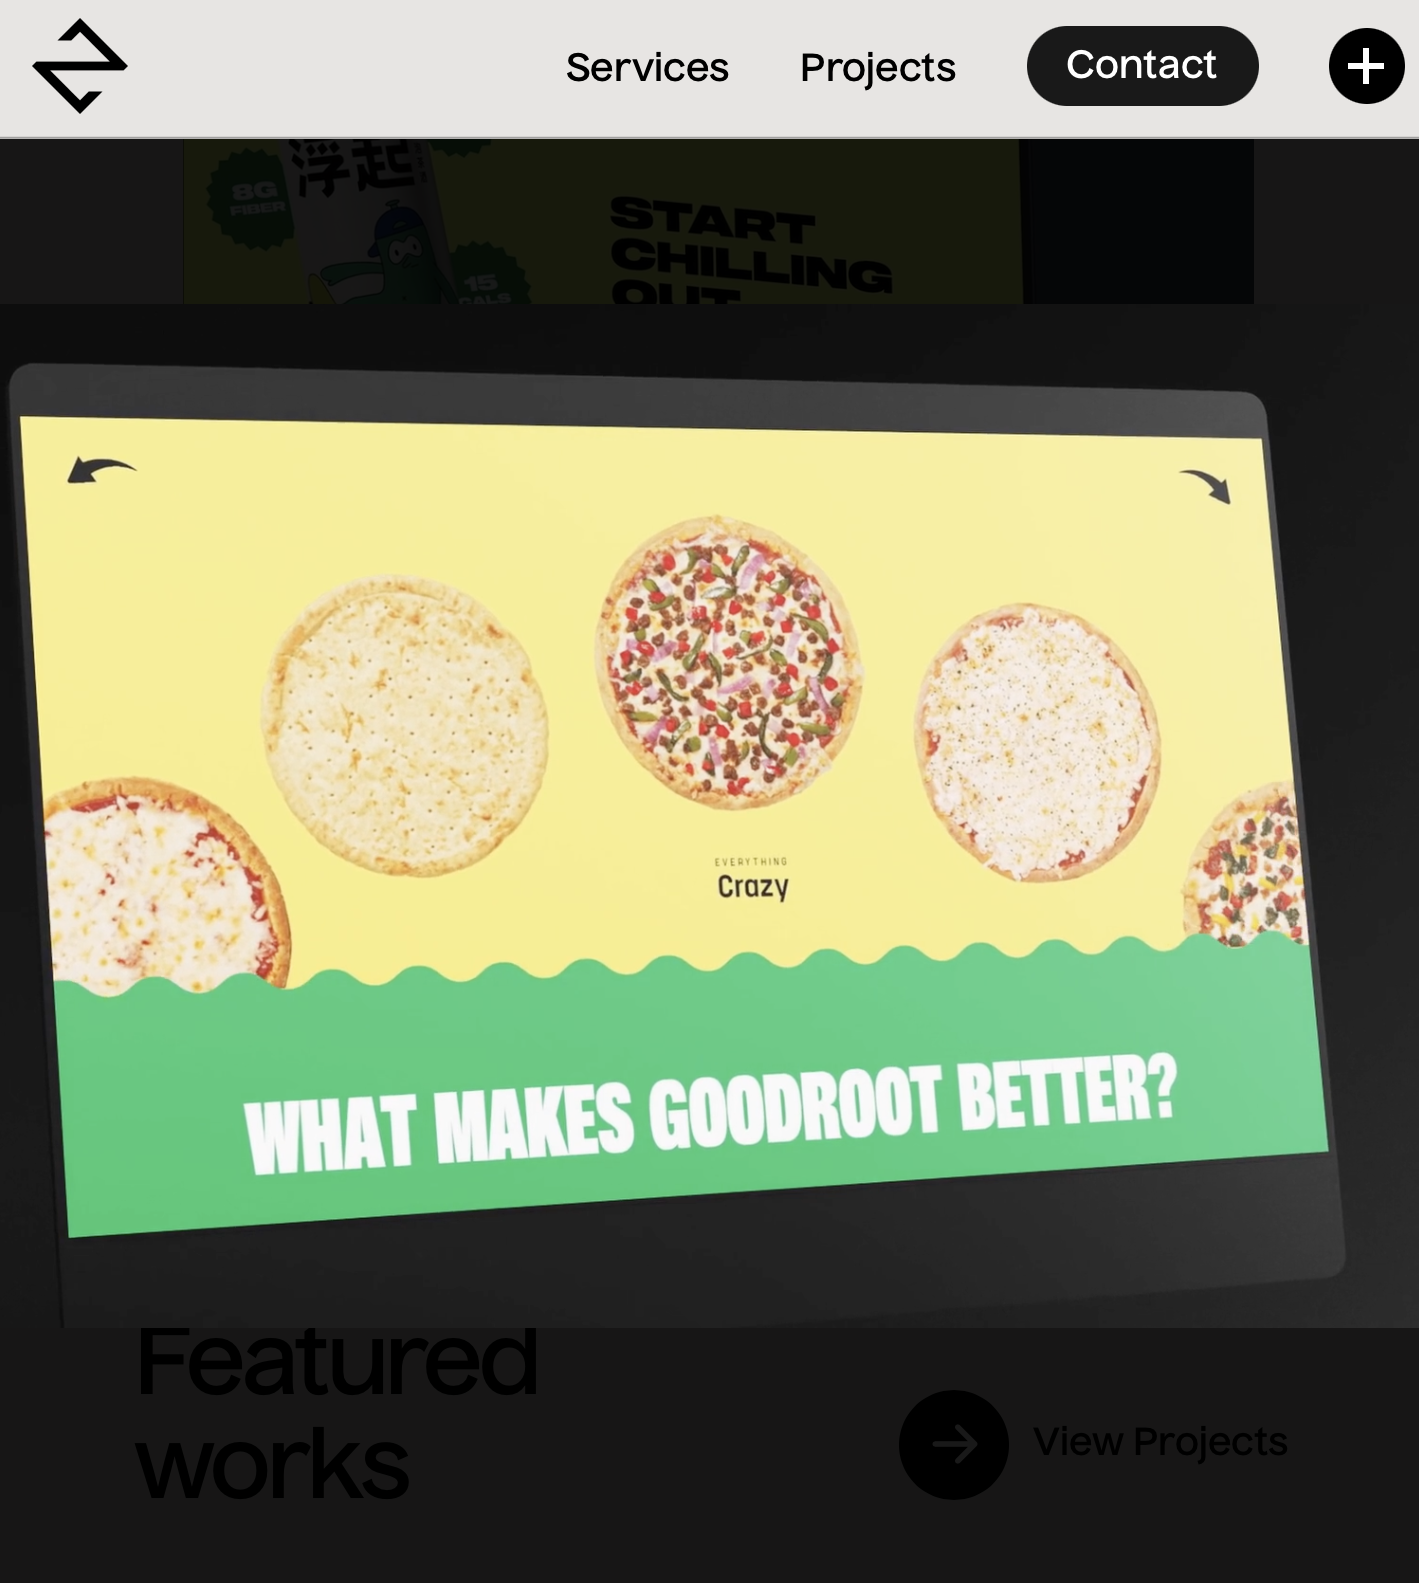 Services
Projects
Contact
浮起
8G
FIBER
15
CALS
START
CHILLING
OUT
EVERYTHING
Crazy
WHAT MAKES GOODROOT BETTER?
Featured
works
View Projects